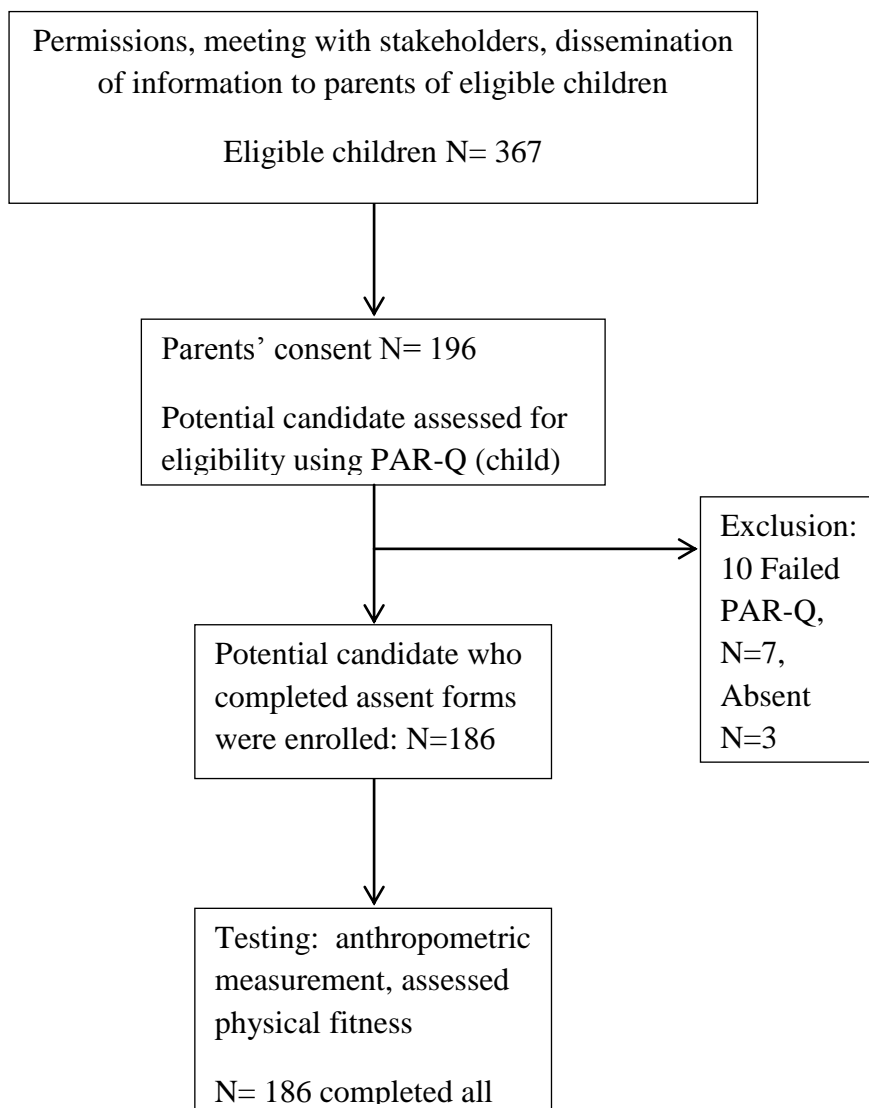 Permissions, meeting with stakeholders, dissemination
of information to parents of eligible children
Eligible children N= 367
Parents’ consent N= 196
Potential candidate assessed for
eligibility using PAR-Q (child)
Exclusion:
10 Failed
PAR-Q,
N=7,
Absent
N=3
Potential candidate who
completed assent forms
were enrolled: N=186
Testing:  anthropometric
measurement, assessed
physical fitness
N= 186 completed all